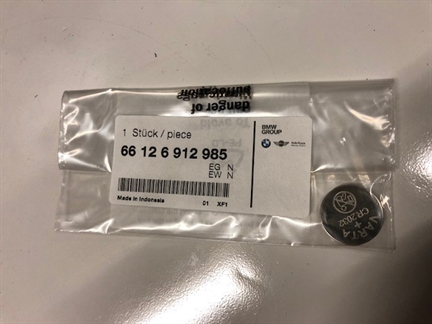 danger of
1 Stück / piece
66 12 6 912 985
EG N
EW N
Made in Indonesia
01 XF1
BMW
GROUP
VARTA
CR2032
+